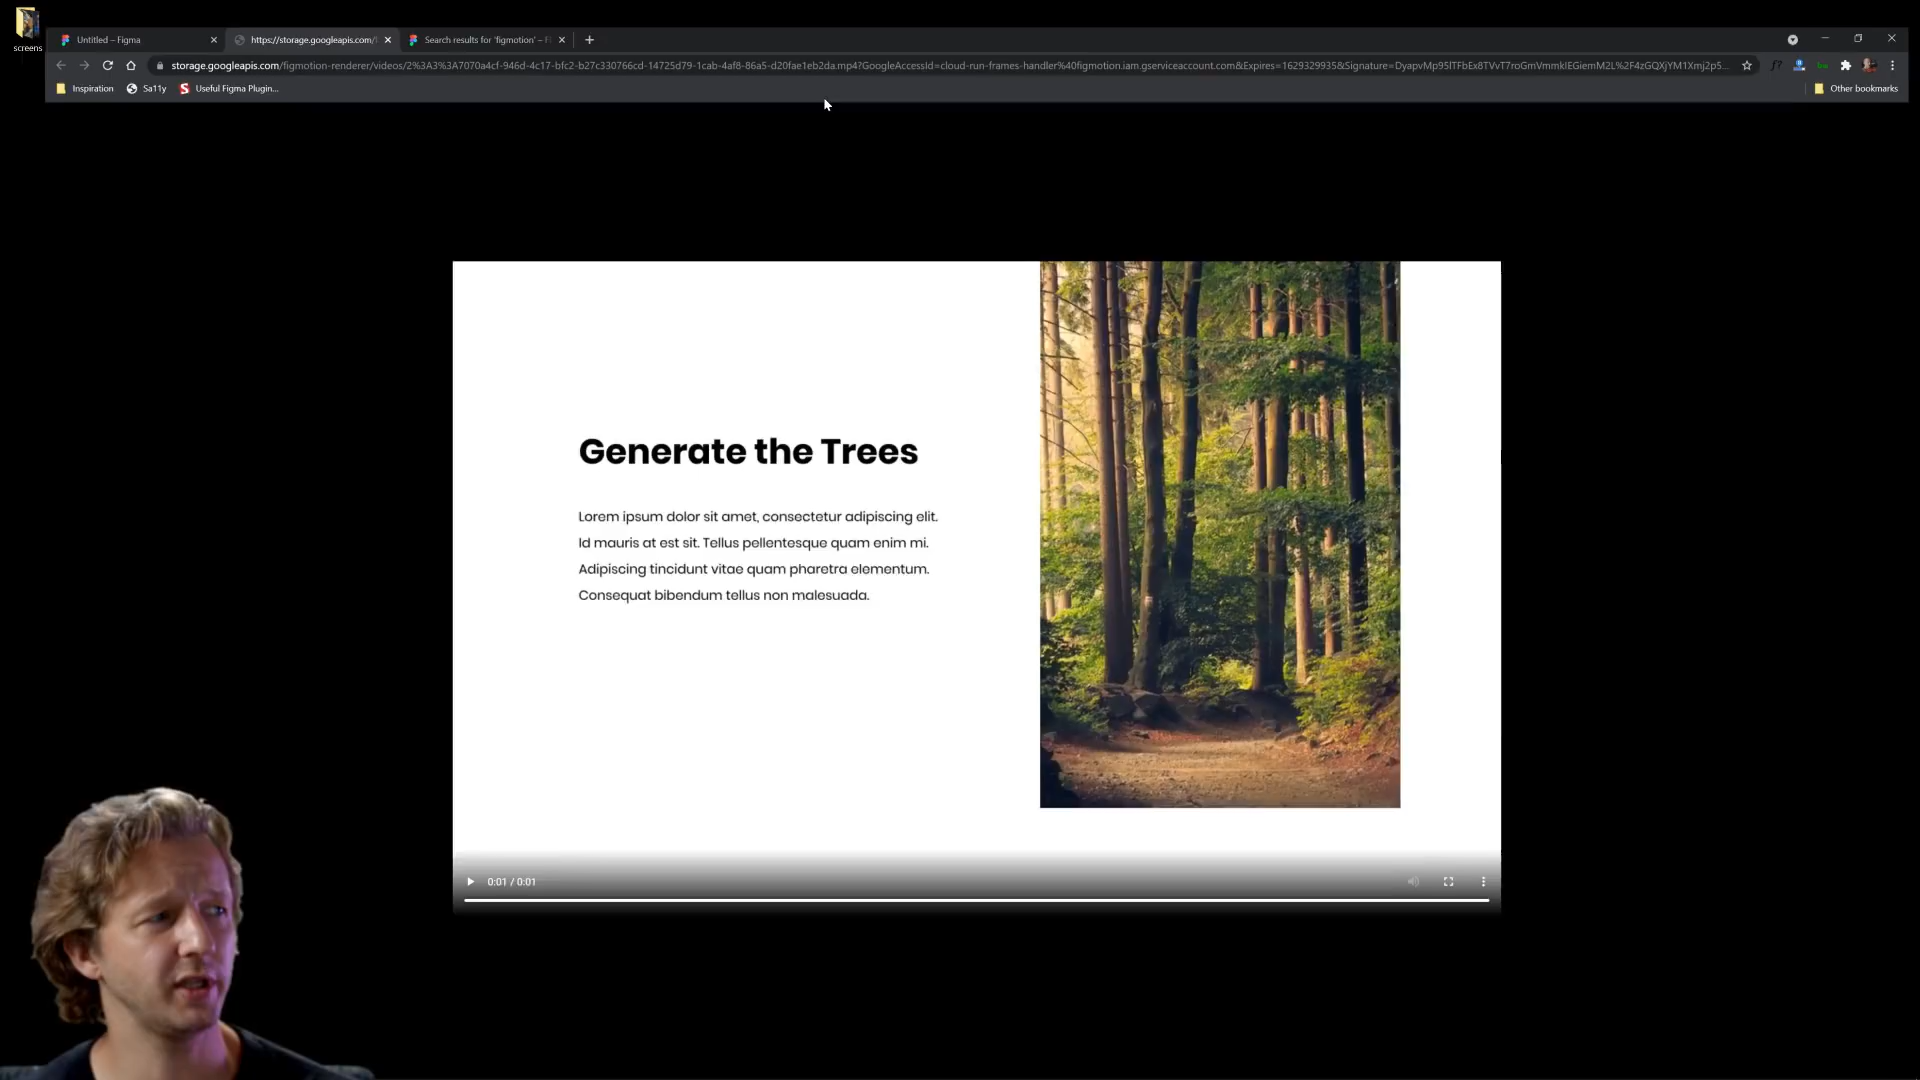 screens
Untitled – Figma
https://storage.googleapis.com/
Search results for 'figmotion' – Fi
storage.googleapis.com/figmotion-renderer/videos/2%3A3%3A7070a4cf-946d-4c17-bfc2-b27c330766cd-14725d79-1cab-4af8-86a5-d20fae1eb2da.mp4?GoogleAccessId=cloud-run-frames-handler%40figmotion.iam.gserviceaccount.com&Expires=1629329935&Signature=
Inspiration
Sa11y
Useful Figma Plugin...
Other bookmarks
Generate the Trees
Lorem ipsum dolor sit amet, consectetur adipiscing elit.
Id mauris at est sit. Tellus pellentesque quam enim mi.
Adipiscing tincidunt vitae quam pharetra elementum.
Consequat bibendum tellus non malesuada.
0:01 / 0:01